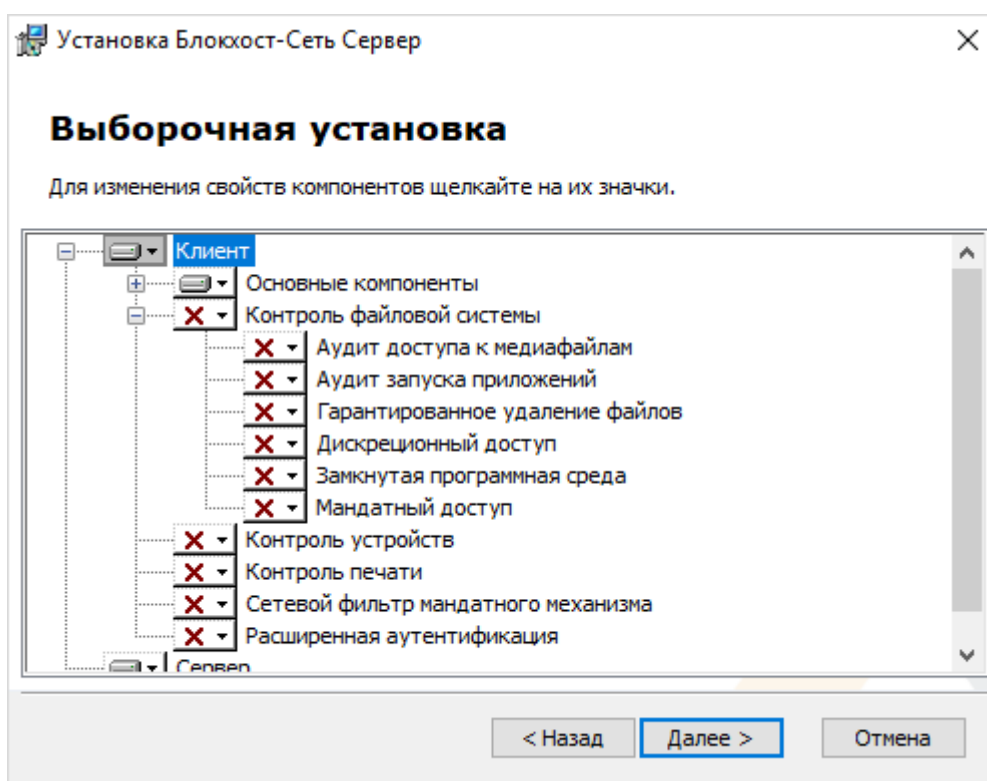 Установка Блокхост-Сеть Сервер
Выборочная установка
Для изменения свойств компонентов щелкайте на их значки.
Клиент
Основные компоненты
Контроль файловой системы
Аудит доступа к медиафайлам
Аудит запуска приложений
Гарантированное удаление файлов
Дискреционный доступ
Замкнутая программная среда
Мандатный доступ
Контроль устройств
Контроль печати
Сетевой фильтр мандатного механизма
Расширенная аутентификация
Сервер
< Назад Далее > Отмена